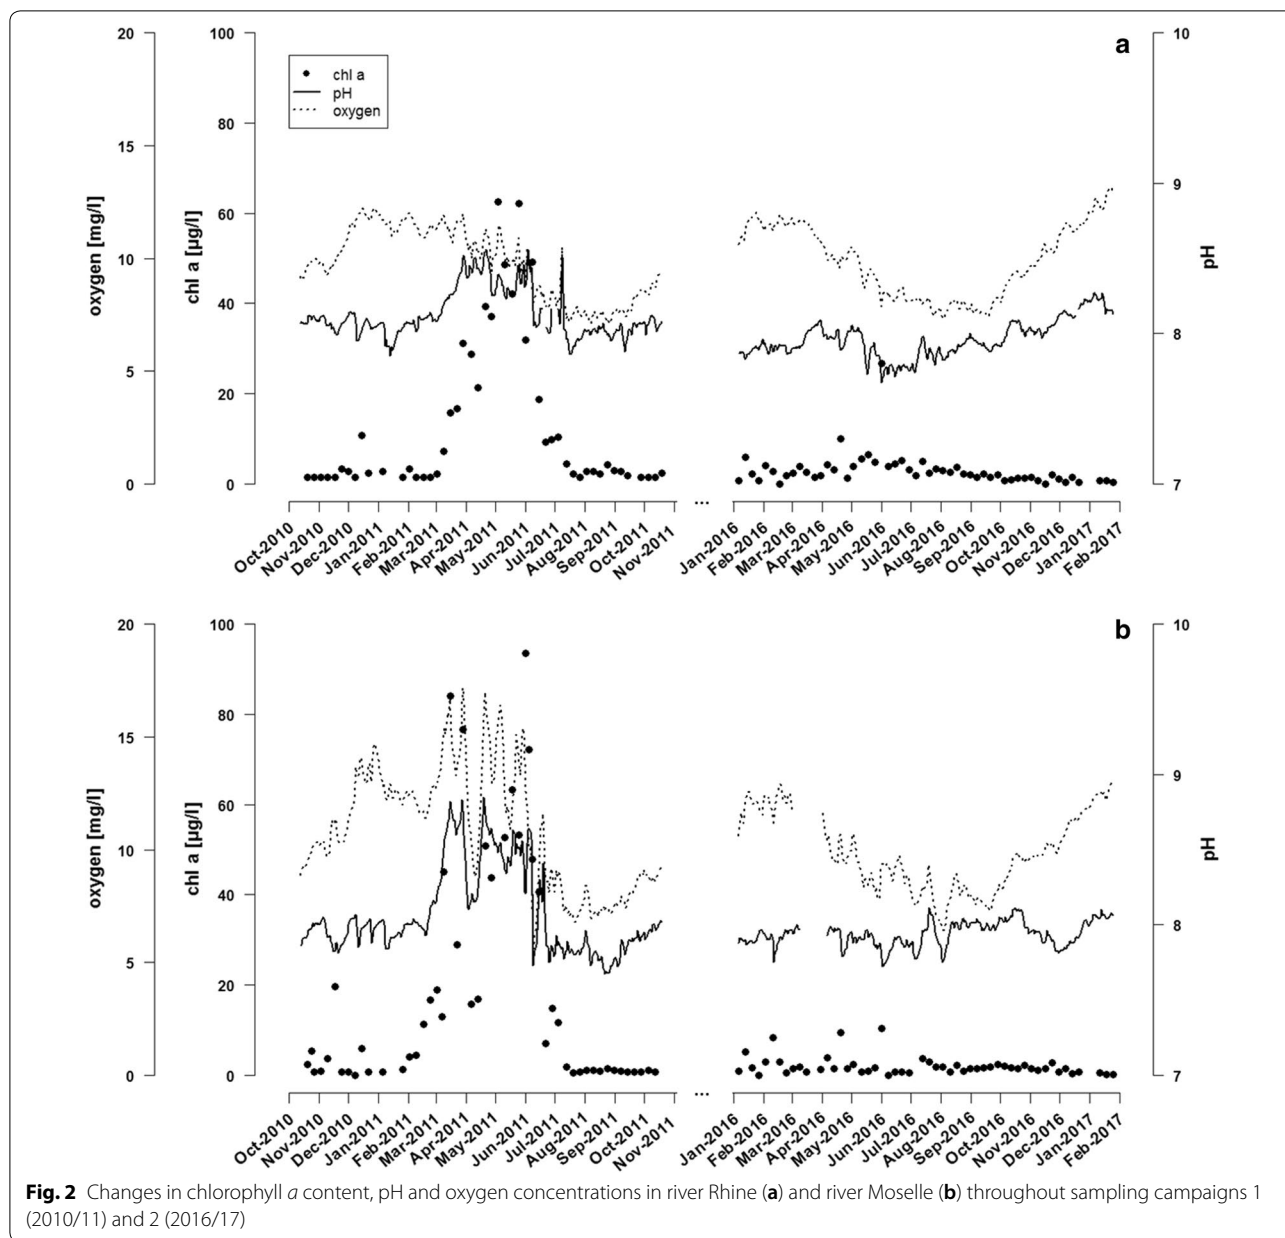 a
oxygen [mg/l]
20
15
10
5
0
chl a [µg/l]
100
80
60
40
20
0
chl a
pH
oxygen
pH
10
9
8
7
Oct-2010
Nov-2010
Dec-2010
Jan-2011
Feb-2011
Mar-2011
Apr-2011
May-2011
Jun-2011
Jul-2011
Aug-2011
Sep-2011
Oct-2011
Nov-2011
...
Jan-2016
Feb-2016
Mar-2016
Apr-2016
May-2016
Jun-2016
Jul-2016
Aug-2016
Sep-2016
Oct-2016
Nov-2016
Dec-2016
Jan-2017
Feb-2017
b
oxygen [mg/l]
20
15
10
5
0
chl a [µg/l]
100
80
60
40
20
0
pH
10
9
8
7
Oct-2010
Nov-2010
Dec-2010
Jan-2011
Feb-2011
Mar-2011
Apr-2011
May-2011
Jun-2011
Jul-2011
Aug-2011
Sep-2011
Oct-2011
Nov-2011
...
Jan-2016
Feb-2016
Mar-2016
Apr-2016
May-2016
Jun-2016
Jul-2016
Aug-2016
Sep-2016
Oct-2016
Nov-2016
Dec-2016
Jan-2017
Feb-2017
Fig. 2 Changes in chlorophyll a content, pH and oxygen concentrations in river Rhine (a) and river Moselle (b) throughout sampling campaigns 1
(2010/11) and 2 (2016/17)